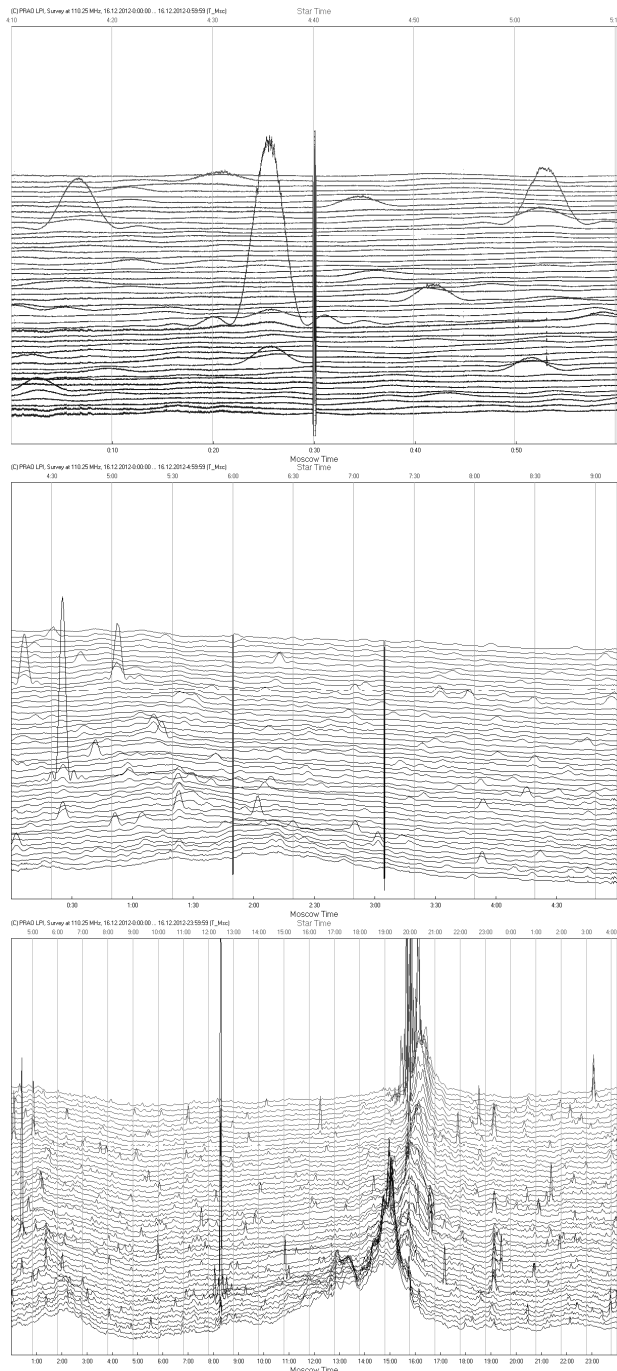 (C) PRAO LPI, Survey at 110.25 MHz, 16.12.2012-0:00:00 ... 16.12.2012-0:59:59 (T_Msc)
Star Time
4:10 4:20 4:30 4:40 4:50 5:00 5:1
0:10 0:20 0:30 0:40 0:50
Moscow Time
(C) PRAO LPI, Survey at 110.25 MHz, 16.12.2012-0:00:00 ... 16.12.2012-4:59:59 (T_Msc)
Star Time
4:30 5:00 5:30 6:00 6:30 7:00 7:30 8:00 8:30 9:00
0:30 1:00 1:30 2:00 2:30 3:00 3:30 4:00 4:30
Moscow Time
(C) PRAO LPI, Survey at 110.25 MHz, 16.12.2012-0:00:00 ... 16.12.2012-23:59:59 (T_Msc)
Star Time
5:00 6:00 7:00 8:00 9:00 10:00 11:00 12:00 13:00 14:00 15:00 16:00 17:00 18:00 19:00 20:00 21:00 22:00 23:00 0:00 1:00 2:00 3:00 4:0
1:00 2:00 3:00 4:00 5:00 6:00 7:00 8:00 9:00 10:00 11:00 12:00 13:00 14:00 15:00 16:00 17:00 18:00 19:00 20:00 21:00 22:00 23:00
Moscow Time